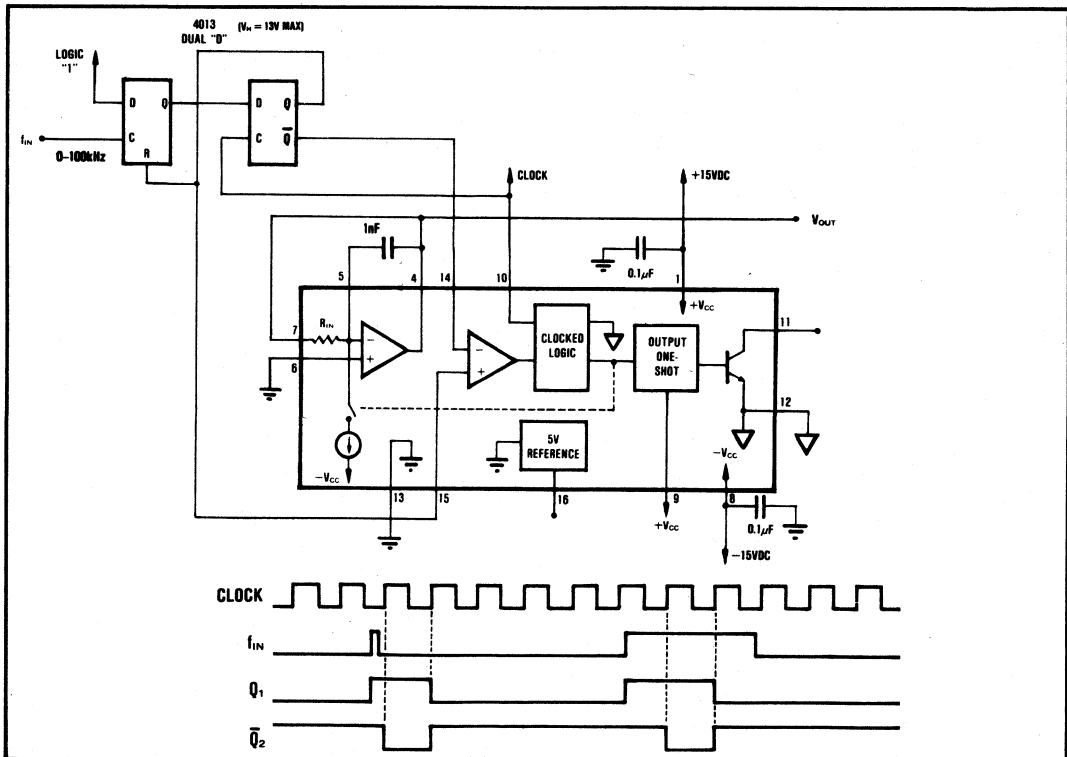 4013 (VH = 13V MAX)
DUAL "D"
LOGIC
"1"
D Q
C
R
D Q
C Q̅
fIN
0–100kHz
CLOCK
+15VDC
VOUT
1nF
0.1μF
5 4 14 10 1
+VCC
7 RIN
6
−
+
−
+
CLOCKED
LOGIC
OUTPUT
ONE-
SHOT
11
12
5V
REFERENCE
−VCC
−VCC
13 15 16 9 8
+VCC
0.1μF
−15VDC
CLOCK
fIN
Q1
Q̅2